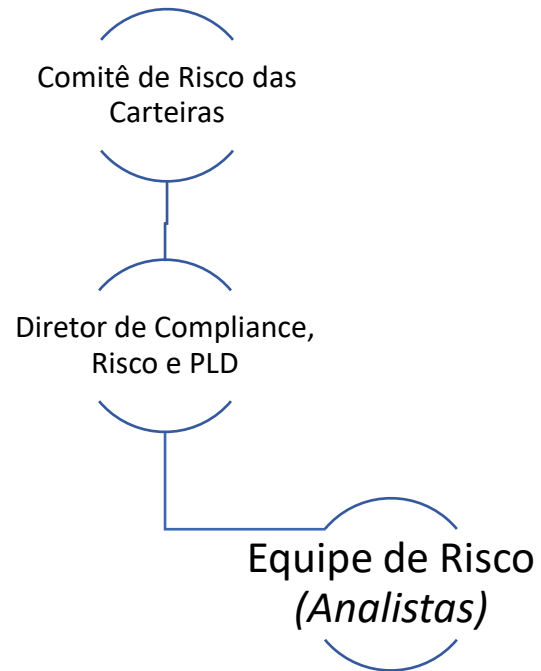 Comitê de Risco das
Carteiras
Diretor de Compliance,
Risco e PLD
Equipe de Risco
(Analistas)